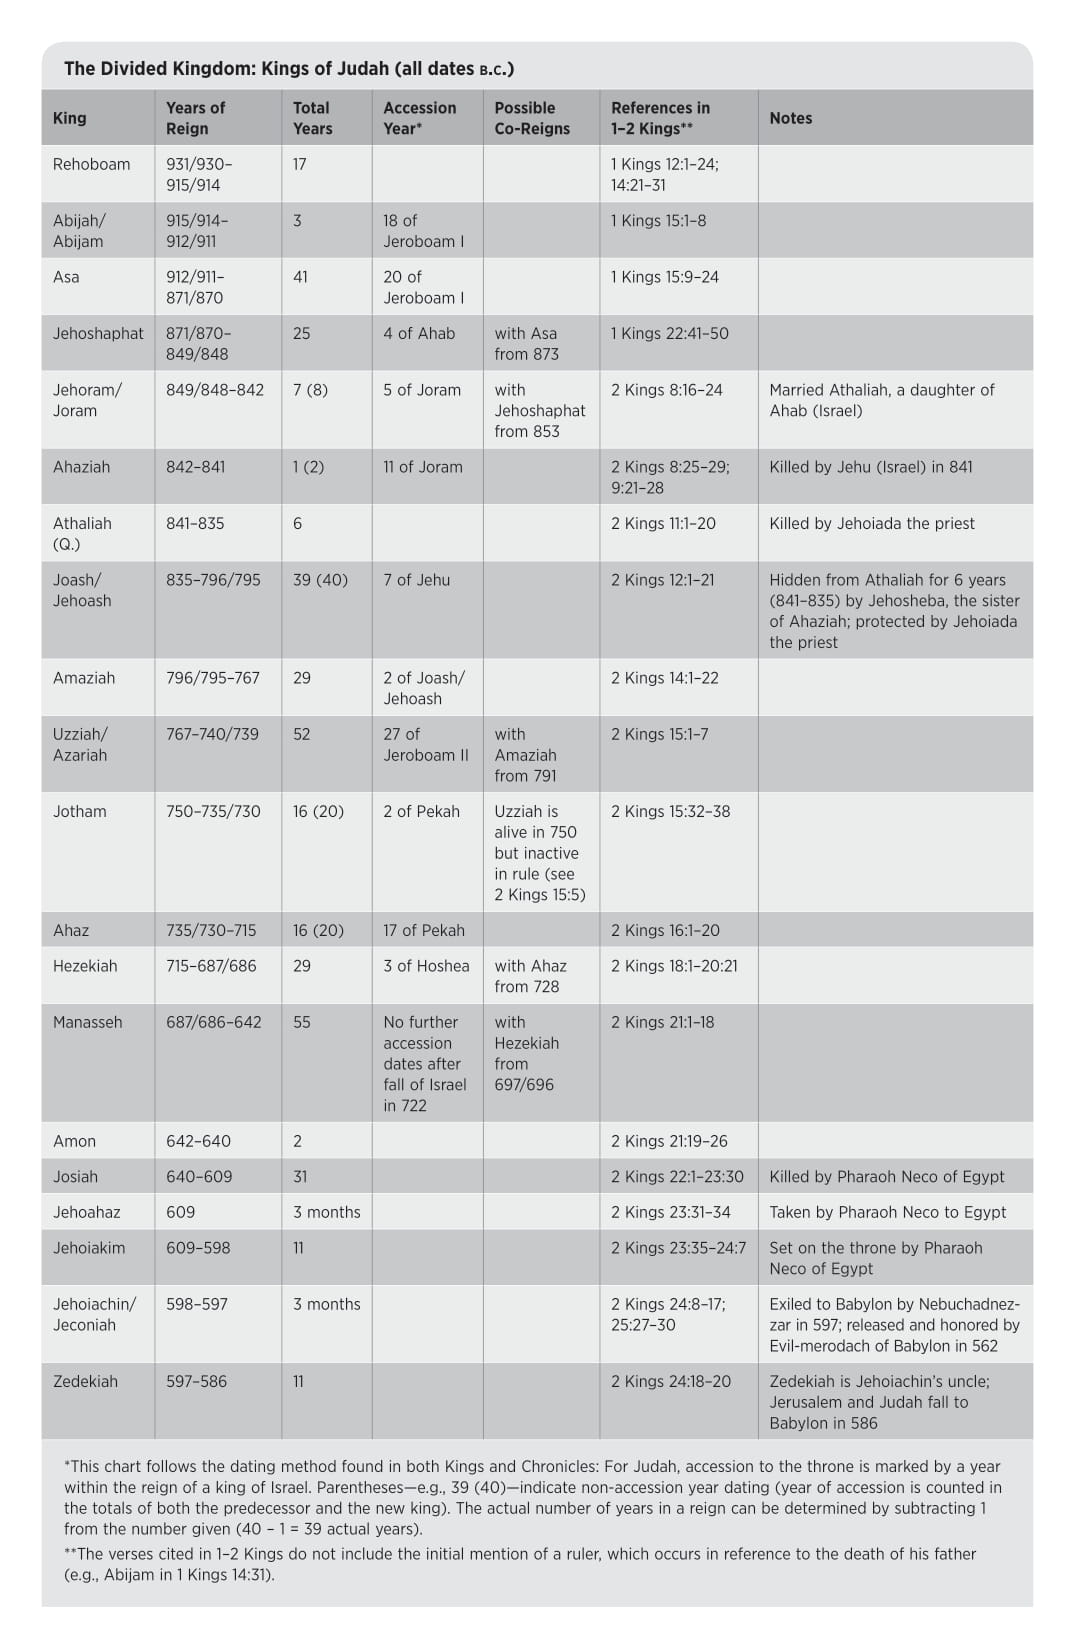 The Divided Kingdom: Kings of Judah (all dates B.C.)
King
Years of
Reign
Total
Years
Accession
Year*
Possible
Co-Reigns
References in
1–2 Kings**
Notes
Rehoboam
931/930–
915/914
17
1 Kings 12:1–24;
14:21–31
Abijah/
Abijam
915/914–
912/911
3
18 of
Jeroboam I
1 Kings 15:1–8
Asa
912/911–
871/870
41
20 of
Jeroboam I
1 Kings 15:9–24
Jehoshaphat
871/870–
849/848
25
4 of Ahab
with Asa
from 873
1 Kings 22:41–50
Jehoram/
Joram
849/848–842
7 (8)
5 of Joram
with
Jehoshaphat
from 853
2 Kings 8:16–24
Married Athaliah, a daughter of
Ahab (Israel)
Ahaziah
842–841
1 (2)
11 of Joram
2 Kings 8:25–29;
9:21–28
Killed by Jehu (Israel) in 841
Athaliah
(Q.)
841–835
6
2 Kings 11:1–20
Killed by Jehoiada the priest
Joash/
Jehoash
835–796/795
39 (40)
7 of Jehu
2 Kings 12:1–21
Hidden from Athaliah for 6 years
(841–835) by Jehosheba, the sister
of Ahaziah; protected by Jehoiada
the priest
Amaziah
796/795–767
29
2 of Joash/
Jehoash
2 Kings 14:1–22
Uzziah/
Azariah
767–740/739
52
27 of
Jeroboam II
with
Amaziah
from 791
2 Kings 15:1–7
Jotham
750–735/730
16 (20)
2 of Pekah
Uzziah is
alive in 750
but inactive
in rule (see
2 Kings 15:5)
2 Kings 15:32–38
Ahaz
735/730–715
16 (20)
17 of Pekah
2 Kings 16:1–20
Hezekiah
715–687/686
29
3 of Hoshea
with Ahaz
from 728
2 Kings 18:1–20:21
Manasseh
687/686–642
55
No further
accession
dates after
fall of Israel
in 722
with
Hezekiah
from
697/696
2 Kings 21:1–18
Amon
642–640
2
2 Kings 21:19–26
Josiah
640–609
31
2 Kings 22:1–23:30
Killed by Pharaoh Neco of Egypt
Jehoahaz
609
3 months
2 Kings 23:31–34
Taken by Pharaoh Neco to Egypt
Jehoiakim
609–598
11
2 Kings 23:35–24:7
Set on the throne by Pharaoh
Neco of Egypt
Jehoiachin/
Jeconiah
598–597
3 months
2 Kings 24:8–17;
25:27–30
Exiled to Babylon by Nebuchadnez-
zar in 597; released and honored by
Evil-merodach of Babylon in 562
Zedekiah
597–586
11
2 Kings 24:18–20
Zedekiah is Jehoiachin’s uncle;
Jerusalem and Judah fall to
Babylon in 586
*This chart follows the dating method found in both Kings and Chronicles: For Judah, accession to the throne is marked by a year
within the reign of a king of Israel. Parentheses—e.g., 39 (40)—indicate non-accession year dating (year of accession is counted in
the totals of both the predecessor and the new king). The actual number of years in a reign can be determined by subtracting 1
from the number given (40 – 1 = 39 actual years).
**The verses cited in 1–2 Kings do not include the initial mention of a ruler, which occurs in reference to the death of his father
(e.g., Abijam in 1 Kings 14:31).